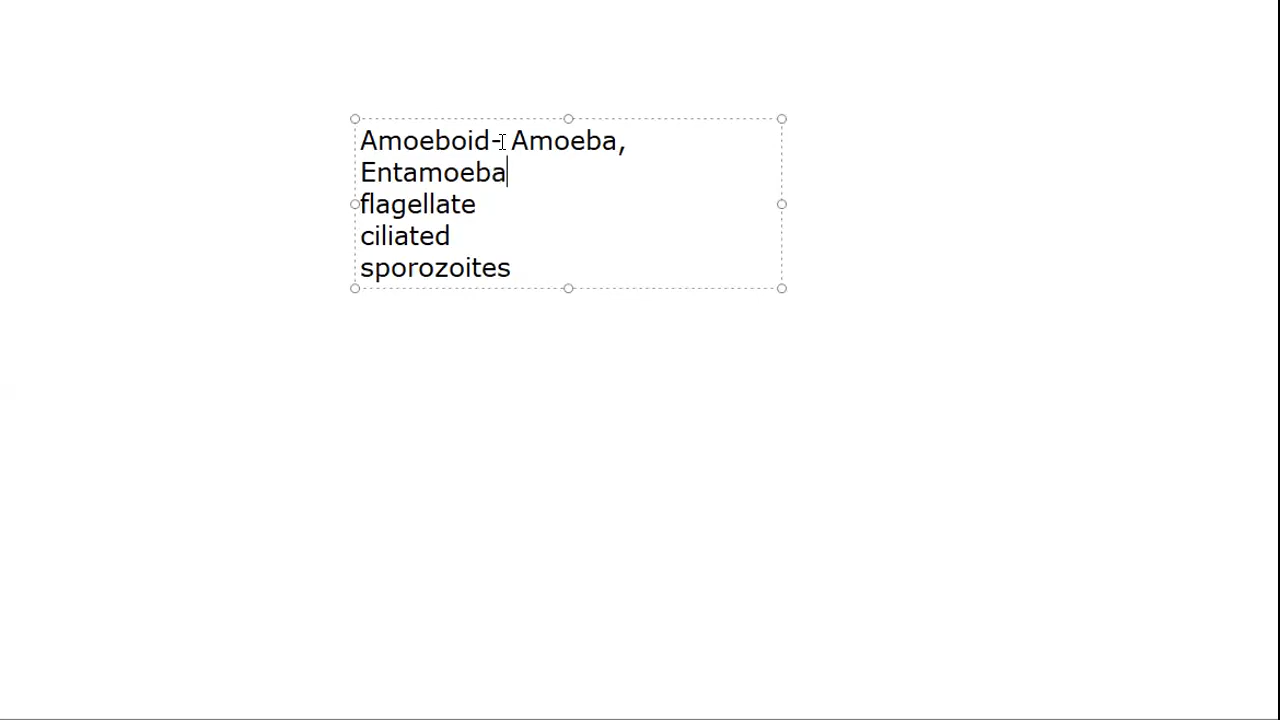 Amoeboid- Amoeba,
Entamoeba
flagellate
ciliated
sporozoites